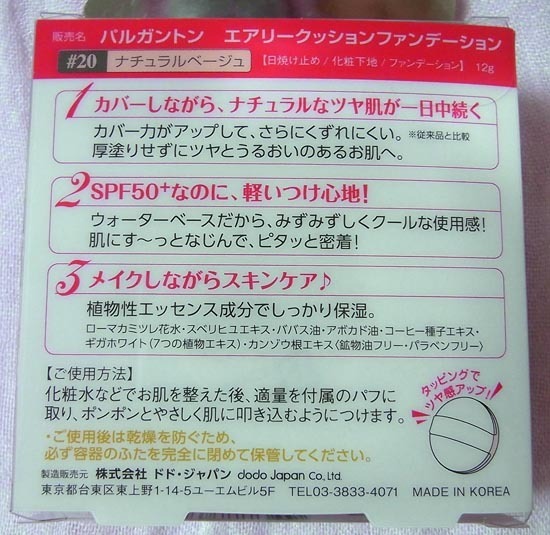 販売名 バルガントン エアリークッションファンデーション
#20 ナチュラルベージュ 【日焼け止め/化粧下地/ファンデーション】 12g
1 カバーしながら、ナチュラルなツヤ肌が一日中続く
カバー力がアップして、さらにくずれにくい。 ※従来品と比較
厚塗りせずにツヤとうるおいのあるお肌へ。
2 SPF50+なのに、軽いつけ心地!
ウォーターベースだから、みずみずしくクールな使用感!
肌にす〜っとなじんで、ピタッと密着!
3 メイクしながらスキンケア♪
植物性エッセンス成分でしっかり保湿。
ローマカミツレ花水・スベリヒユエキス・ババス油・アボカド油・コーヒー種子エキス・
ギガホワイト(7つの植物エキス)・カンゾウ根エキス〈鉱物油フリー・パラベンフリー〉
【ご使用方法】
化粧水などでお肌を整えた後、適量を付属のパフに
取り、ポンポンとやさしく肌に叩き込むようにつけます。
タッピングで
ツヤ感アップ!
・ご使用後は乾燥を防ぐため、
必ず容器のふたを完全に閉めて保管してください。
製造販売元 株式会社 ドド・ジャパン dodo Japan Co., Ltd.
東京都台東区東上野1-14-5ユーエムビル5F TEL03-3833-4071 MADE IN KOREA